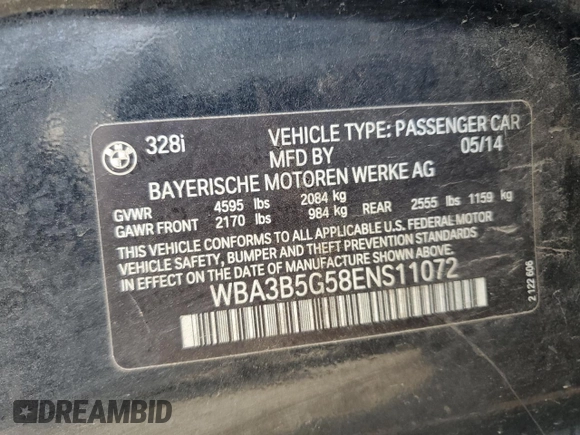 328i VEHICLE TYPE: PASSENGER CAR
MFD BY 05/14
BAYERISCHE MOTOREN WERKE AG
GVWR 4595 lbs 2084 kg
GAWR FRONT 2170 lbs 984 kg REAR 2555 lbs 1159 kg
THIS VEHICLE CONFORMS TO ALL APPLICABLE U.S. FEDERAL MOTOR
VEHICLE SAFETY, BUMPER AND THEFT PREVENTION STANDARDS
IN EFFECT ON THE DATE OF MANUFACTURE SHOWN ABOVE.
WBA3B5G58ENS11072
2 122 606
DREAMBID